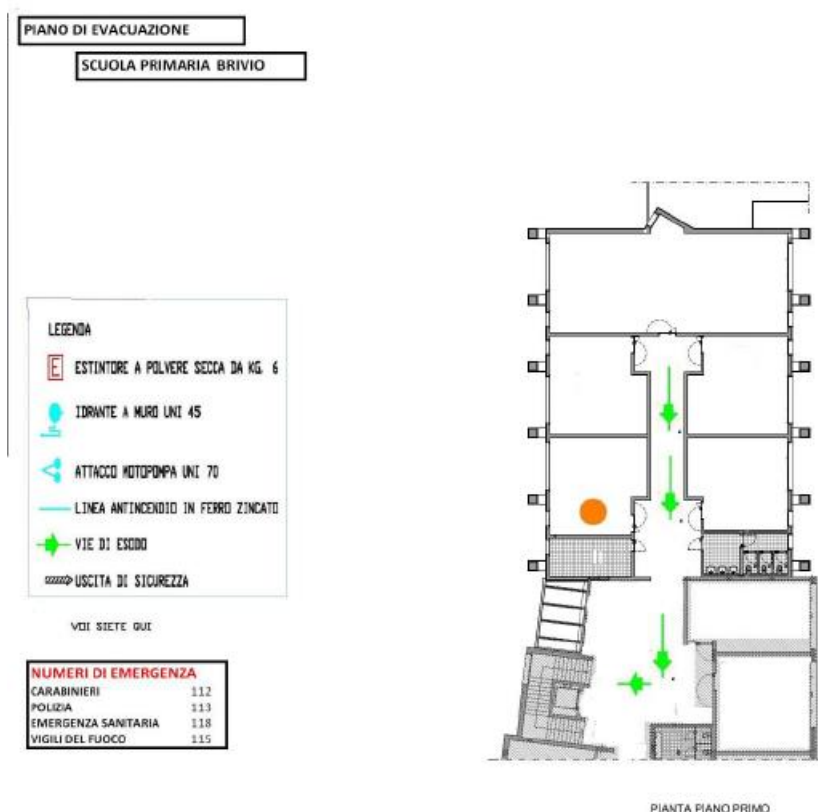 PIANO DI EVACUAZIONE
SCUOLA PRIMARIA BRIVIO
LEGENDA
E ESTINTORE A POLVERE SECCA DA KG. 6
IDRANTE A MURO UNI 45
ATTACCO MOTOPOMPA UNI 70
LINEA ANTINCENDIO IN FERRO ZINCATO
VIE DI ESODO
USCITA DI SICUREZZA
VOI SIETE QUI
NUMERI DI EMERGENZA
CARABINIERI 112
POLIZIA 113
EMERGENZA SANITARIA 118
VIGILI DEL FUOCO 115
PIANTA PIANO PRIMO